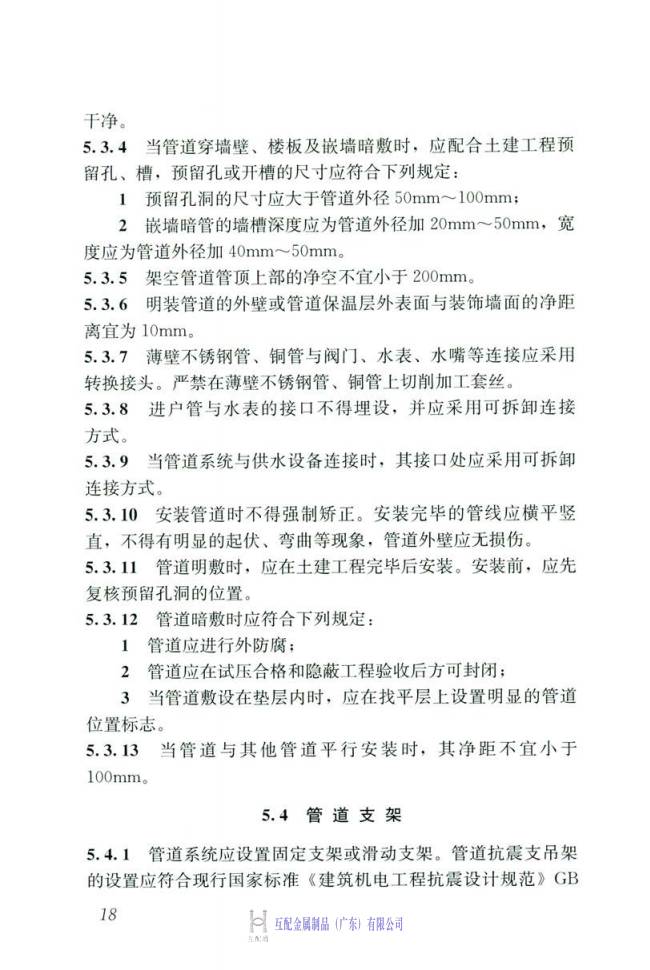 干净。
5.3.4 当管道穿墙壁、楼板及嵌墙暗敷时，应配合土建工程预
留孔、槽，预留孔或开槽的尺寸应符合下列规定：
1 预留孔洞的尺寸应大于管道外径 50mm～100mm；
2 嵌墙暗管的墙槽深度应为管道外径加 20mm～50mm，宽
度应为管道外径加 40mm～50mm。
5.3.5 架空管道管顶上部的净空不宜小于 200mm。
5.3.6 明装管道的外壁或管道保温层外表面与装饰墙面的净距
离宜为 10mm。
5.3.7 薄壁不锈钢管、铜管与阀门、水表、水嘴等连接应采用
转换接头。严禁在薄壁不锈钢管、铜管上切削加工套丝。
5.3.8 进户管与水表的接口不得埋设，并应采用可拆卸连接
方式。
5.3.9 当管道系统与供水设备连接时，其接口处应采用可拆卸
连接方式。
5.3.10 安装管道时不得强制矫正。安装完毕的管线应横平竖
直，不得有明显的起伏、弯曲等现象，管道外壁应无损伤。
5.3.11 管道明敷时，应在土建工程完毕后安装。安装前，应先
复核预留孔洞的位置。
5.3.12 管道暗敷时应符合下列规定：
1 管道应进行外防腐；
2 管道应在试压合格和隐蔽工程验收后方可封闭；
3 当管道敷设在垫层内时，应在找平层上设置明显的管道
位置标志。
5.3.13 当管道与其他管道平行安装时，其净距不宜小于
100mm。
5.4 管道支架
5.4.1 管道系统应设置固定支架或滑动支架。管道抗震支吊架
的设置应符合现行国家标准《建筑机电工程抗震设计规范》GB
18
互配金属制品（广东）有限公司
互配通